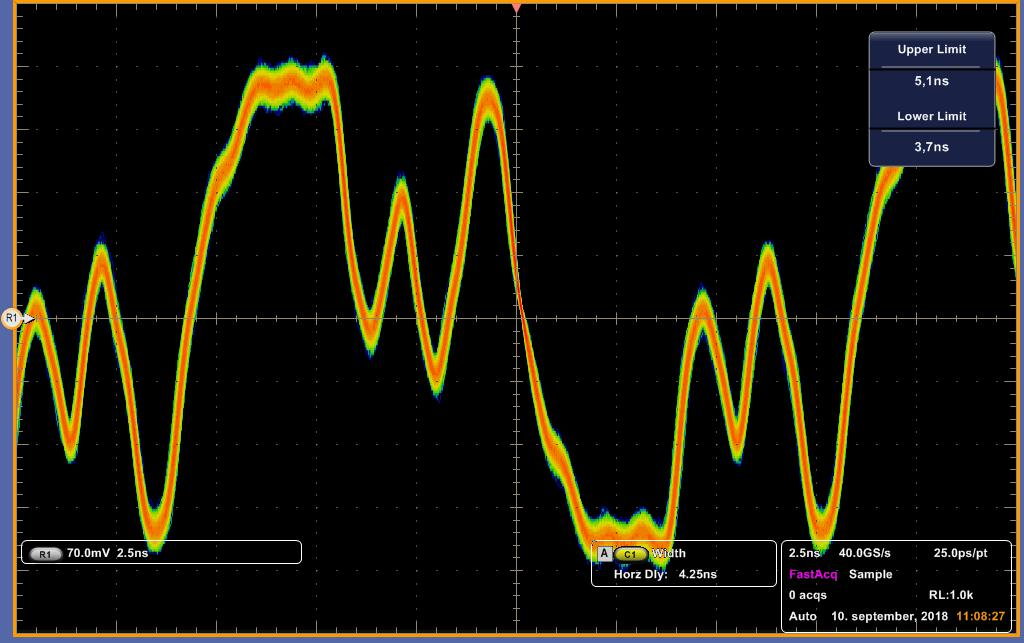 Upper Limit
5,1ns
Lower Limit
3,7ns
R1
R1 70.0mV 2.5ns
A C1 Width
Horz Dly: 4.25ns
2.5ns 40.0GS/s 25.0ps/pt
FastAcq Sample
0 acqs RL:1.0k
Auto 10. september, 2018 11:08:27